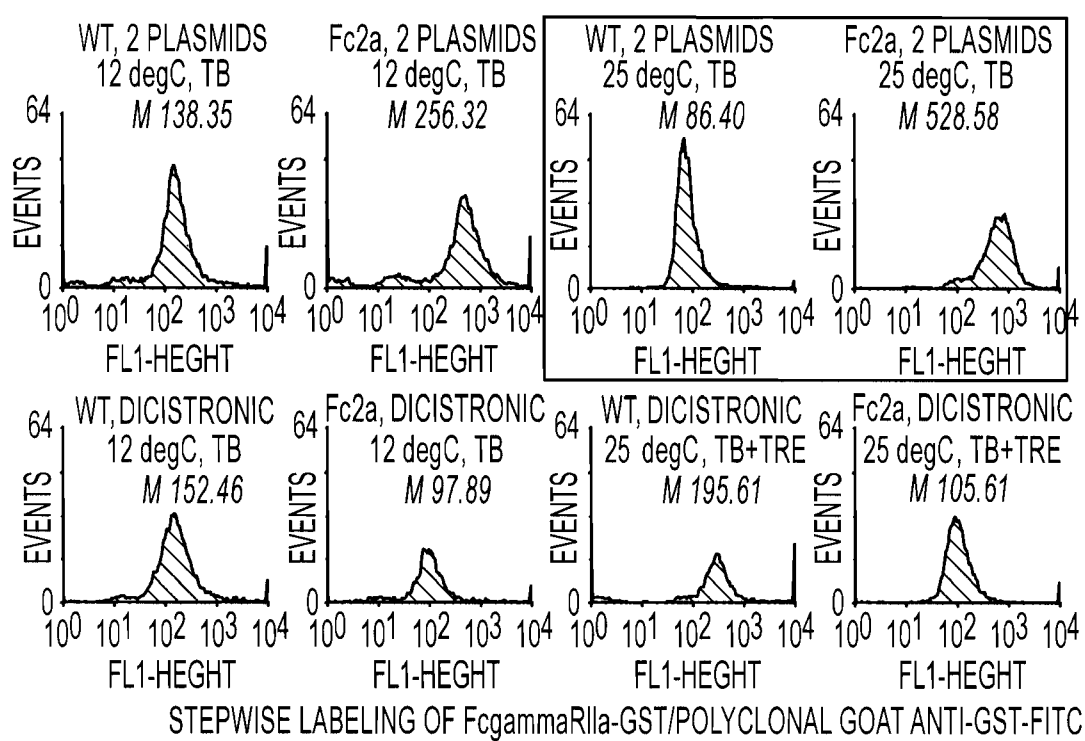 WT, 2 PLASMIDS
12 degC, TB
M 138.35
64
EVENTS
0
10^0 10^1 10^2 10^3 10^4
FL1-HEGHT
Fc2a, 2 PLASMIDS
12 degC, TB
M 256.32
64
EVENTS
0
10^0 10^1 10^2 10^3 10^4
FL1-HEGHT
WT, 2 PLASMIDS
25 degC, TB
M 86.40
64
EVENTS
0
10^0 10^1 10^2 10^3 10^4
FL1-HEGHT
Fc2a, 2 PLASMIDS
25 degC, TB
M 528.58
64
EVENTS
0
10^0 10^1 10^2 10^3 10^4
FL1-HEGHT
WT, DICISTRONIC
12 degC, TB
M 152.46
64
EVENTS
0
10^0 10^1 10^2 10^3 10^4
FL1-HEGHT
Fc2a, DICISTRONIC
12 degC, TB
M 97.89
64
EVENTS
0
10^0 10^1 10^2 10^3 10^4
FL1-HEGHT
WT, DICISTRONIC
25 degC, TB+TRE
M 195.61
64
EVENTS
0
10^0 10^1 10^2 10^3 10^4
FL1-HEGHT
Fc2a, DICISTRONIC
25 degC, TB+TRE
M 105.61
64
EVENTS
0
10^0 10^1 10^2 10^3 10^4
FL1-HEGHT
STEPWISE LABELING OF FcgammaRIIa-GST/POLYCLONAL GOAT ANTI-GST-FITC